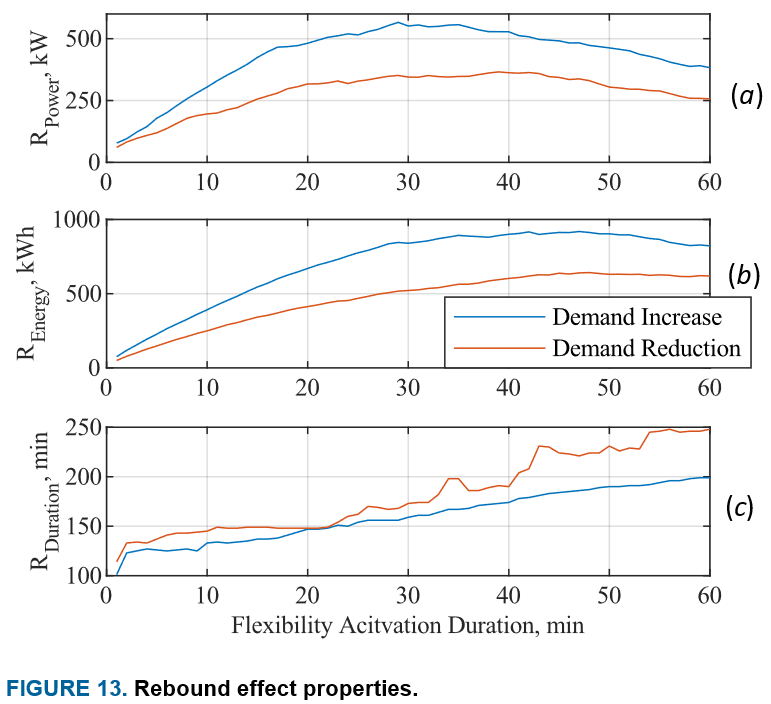 500
250
0
R_Power, kW
0 10 20 30 40 50 60
(a)
1000
500
0
R_Energy, kWh
0 10 20 30 40 50 60
(b)
Demand Increase
Demand Reduction
250
200
150
100
R_Duration, min
0 10 20 30 40 50 60
(c)
Flexibility Acitvation Duration, min
FIGURE 13. Rebound effect properties.